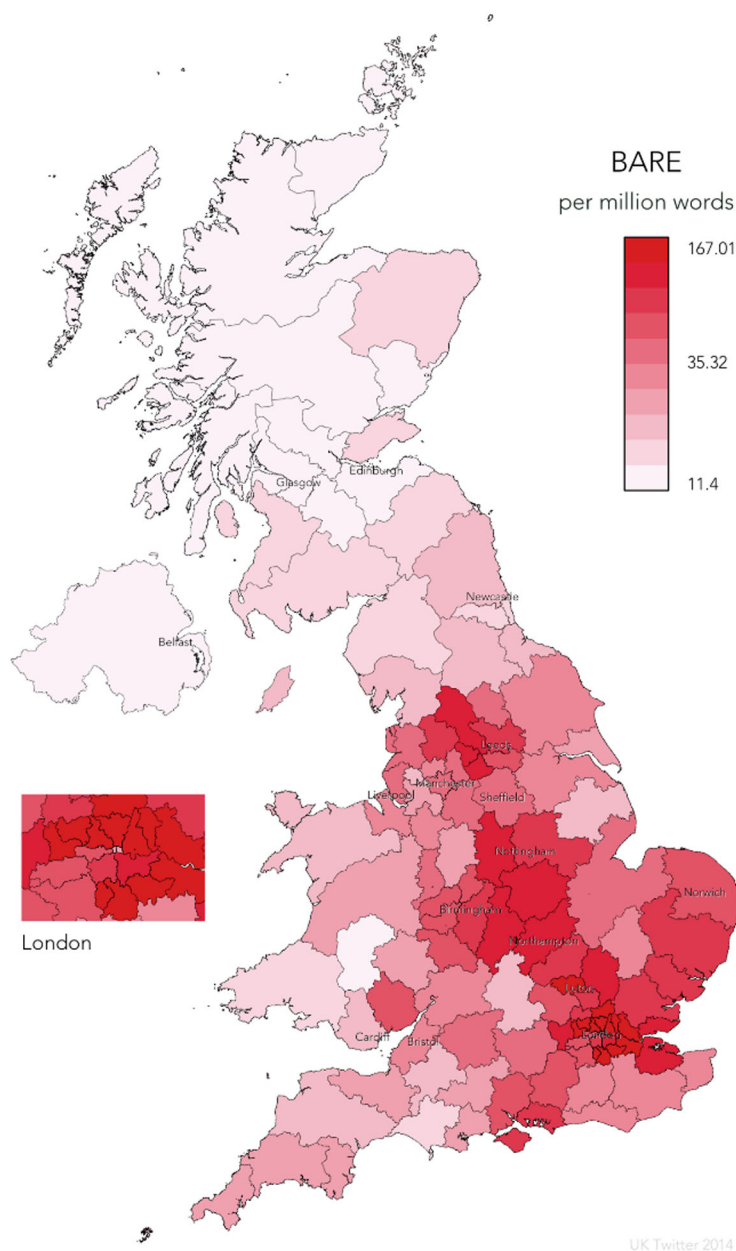 BARE
per million words
167.01
35.32
11.4
Edinburgh
Glasgow
Newcastle
Belfast
Leeds
Manchester
Liverpool
Sheffield
Nottingham
Norwich
Birmingham
Northampton
Luton
London
London
Cardiff
Bristol
UK Twitter 2014